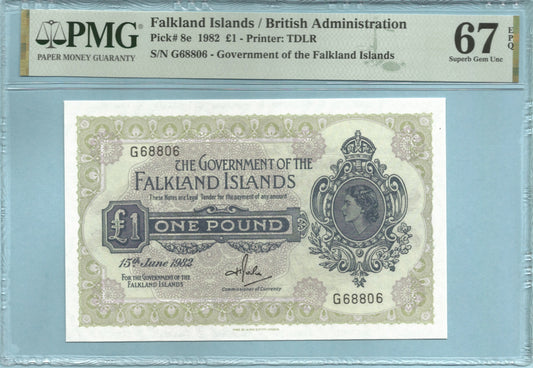 PMG
PAPER MONEY GUARANTY
Falkland Islands / British Administration
Pick# 8e 1982 £1 - Printer: TDLR
S/N G68806 - Government of the Falkland Islands
67
EPQ
Superb Gem Unc
G68806
THE GOVERNMENT OF THE
FALKLAND ISLANDS
These Notes are Legal Tender for the payment of any amount
£1
ONE POUND
15th June 1982
FOR THE GOVERNMENT OF THE
FALKLAND ISLANDS
Commissioner of Currency
G68806